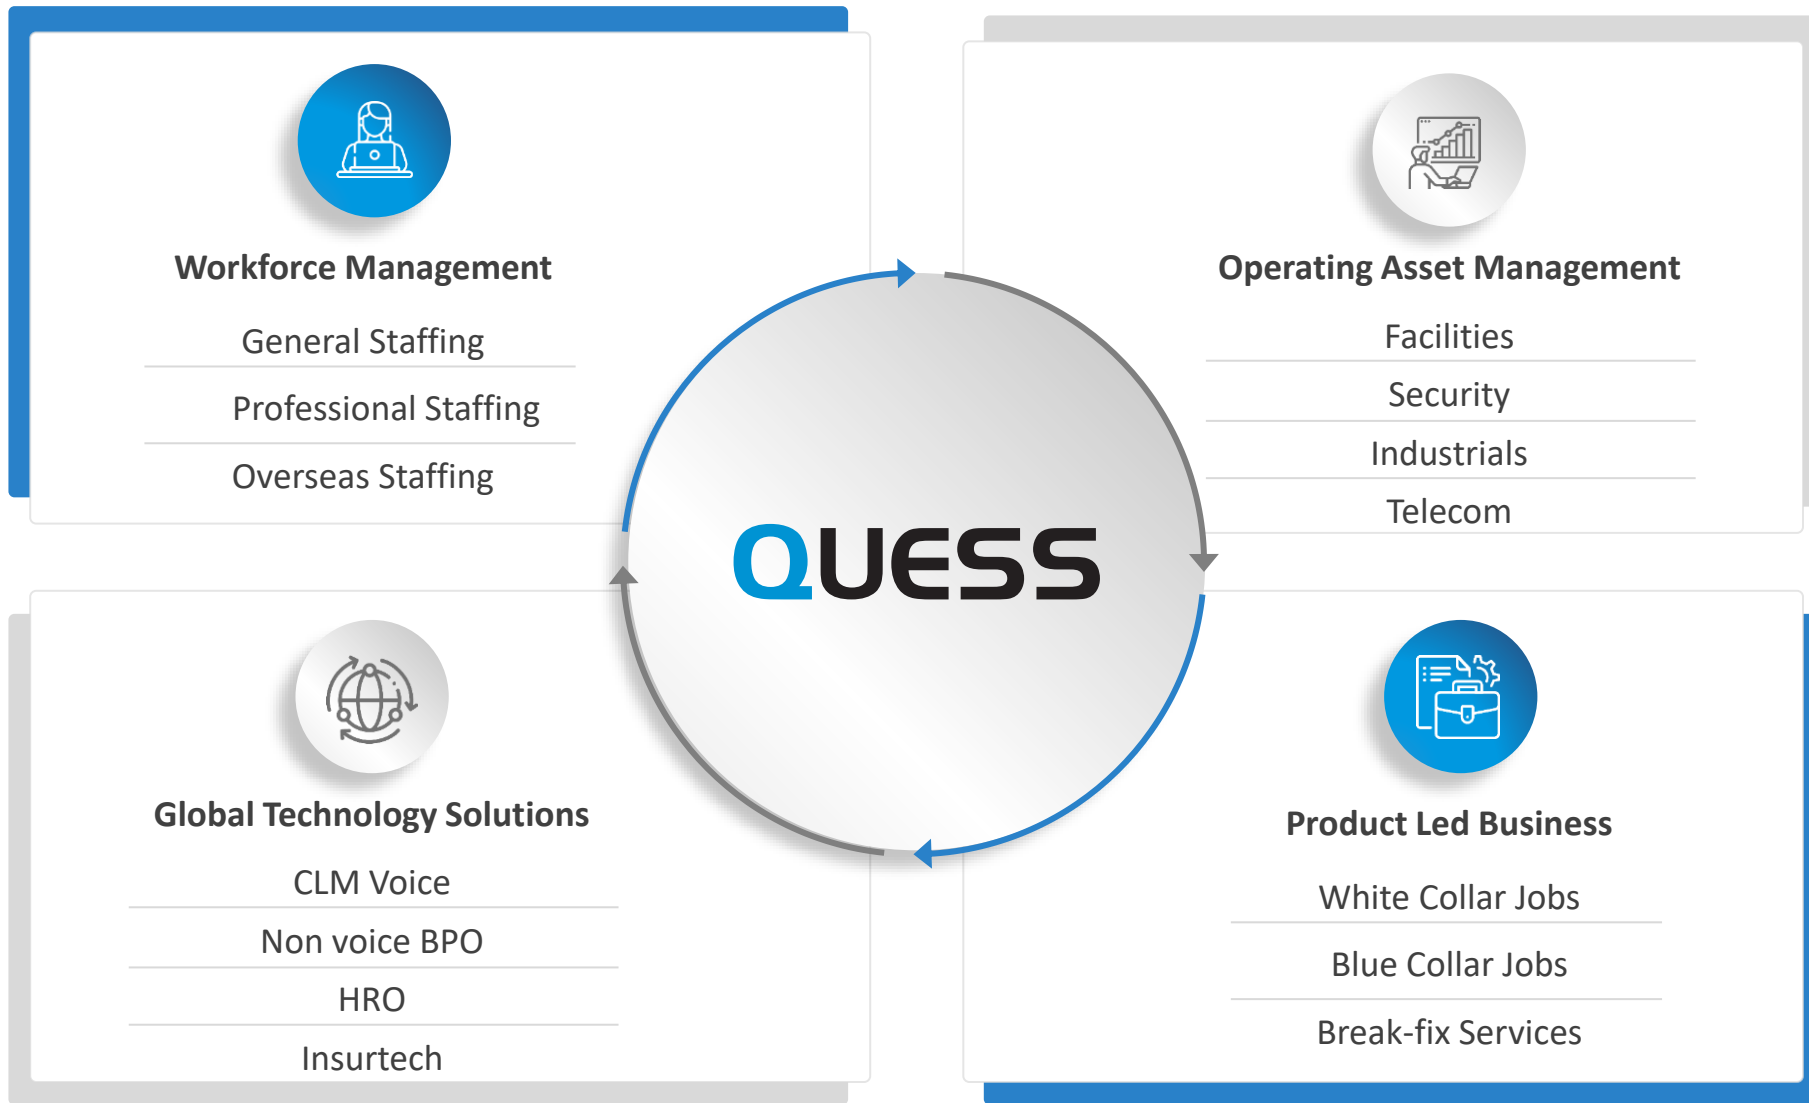 Workforce Management
General Staffing
Professional Staffing
Overseas Staffing
Operating Asset Management
Facilities
Security
Industrials
Telecom
QUESS
Global Technology Solutions
CLM Voice
Non voice BPO
HRO
Insurtech
Product Led Business
White Collar Jobs
Blue Collar Jobs
Break-fix Services